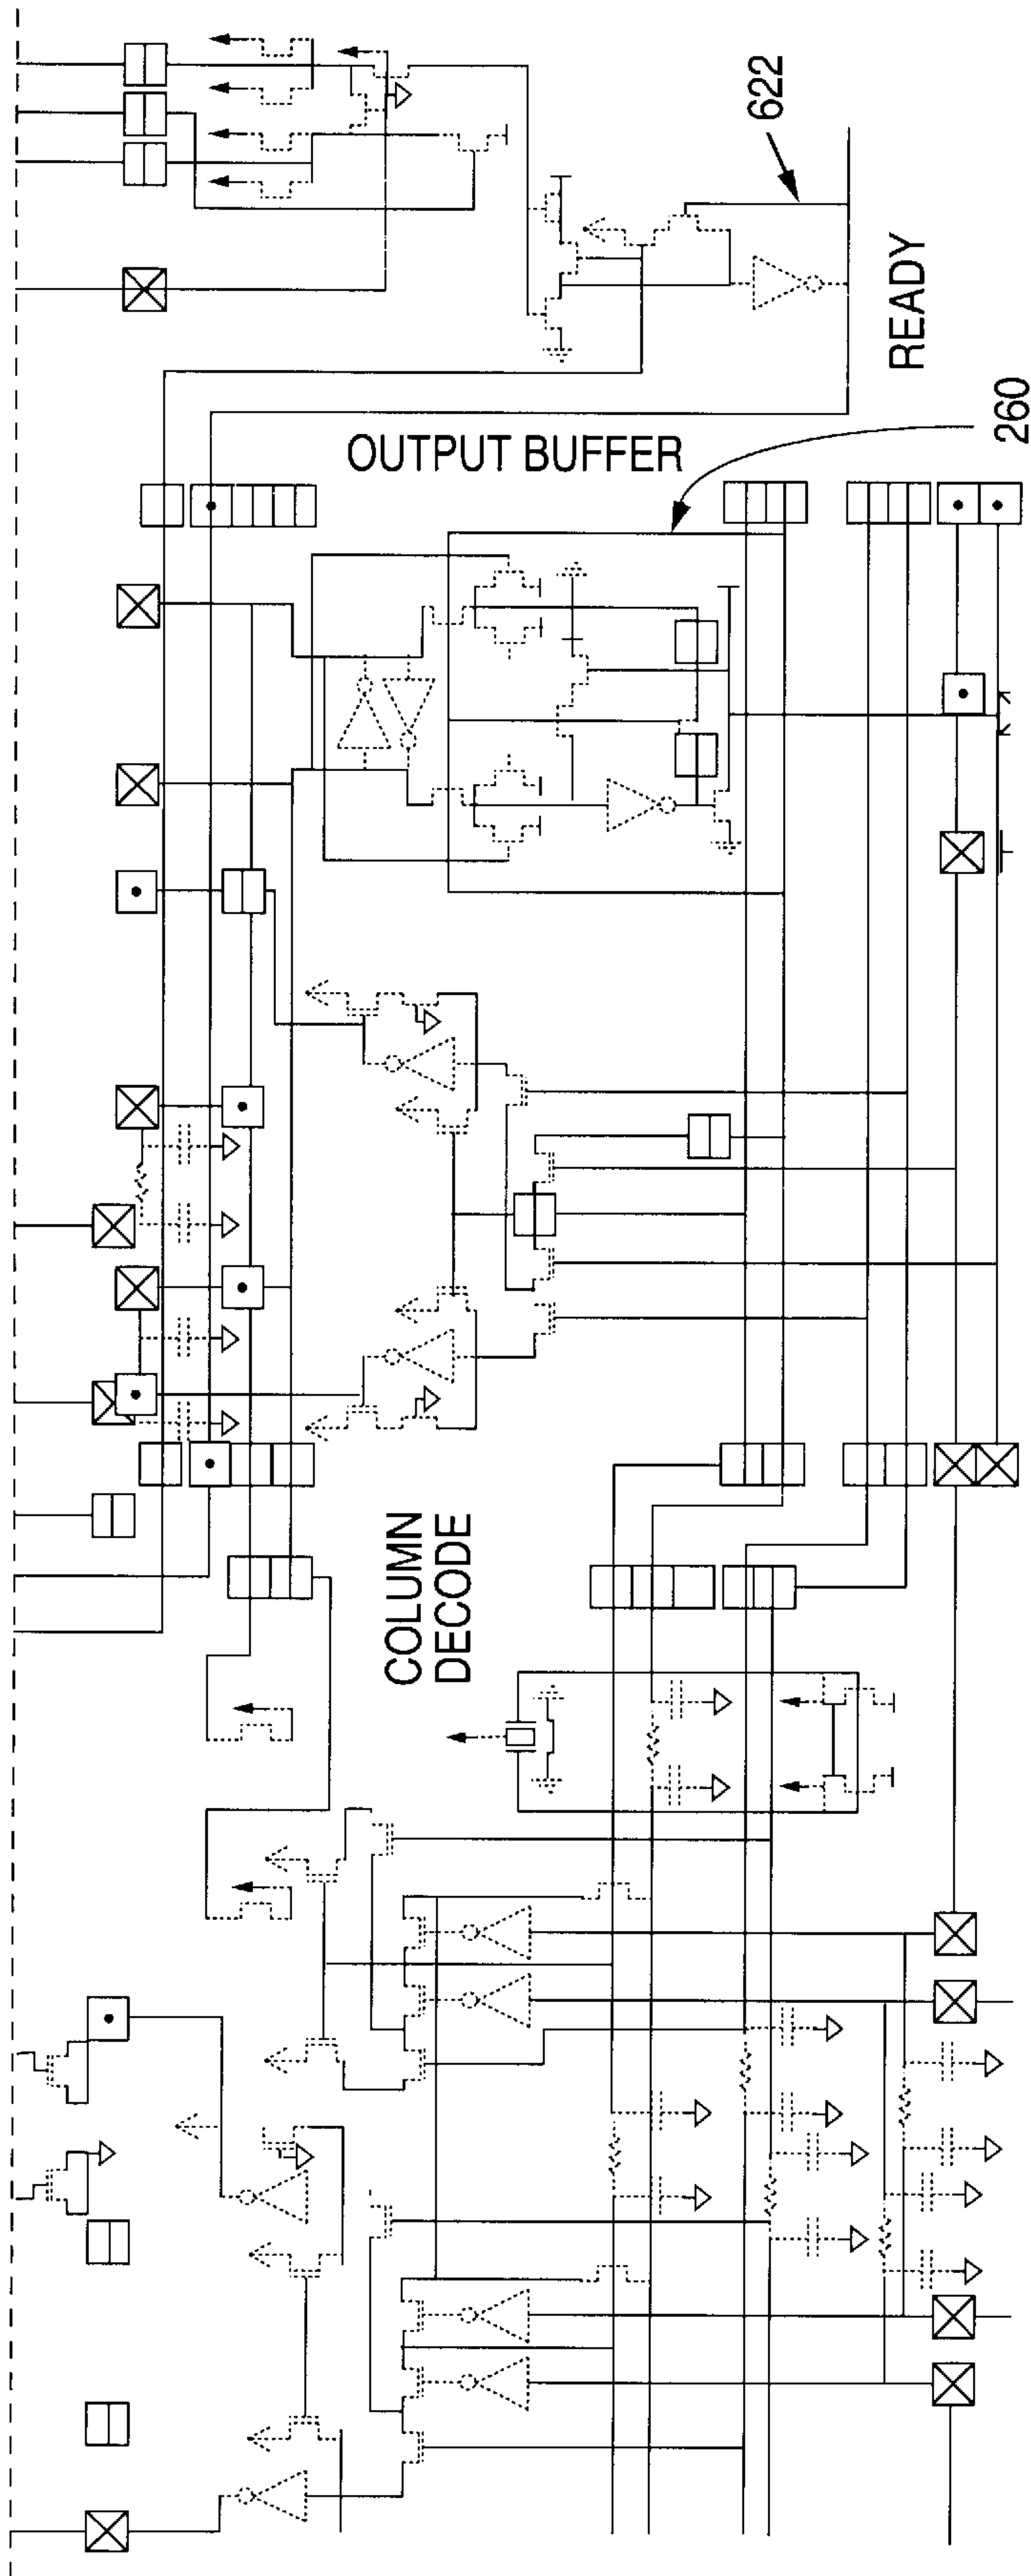 622
READY
260
OUTPUT BUFFER
COLUMN
DECODE